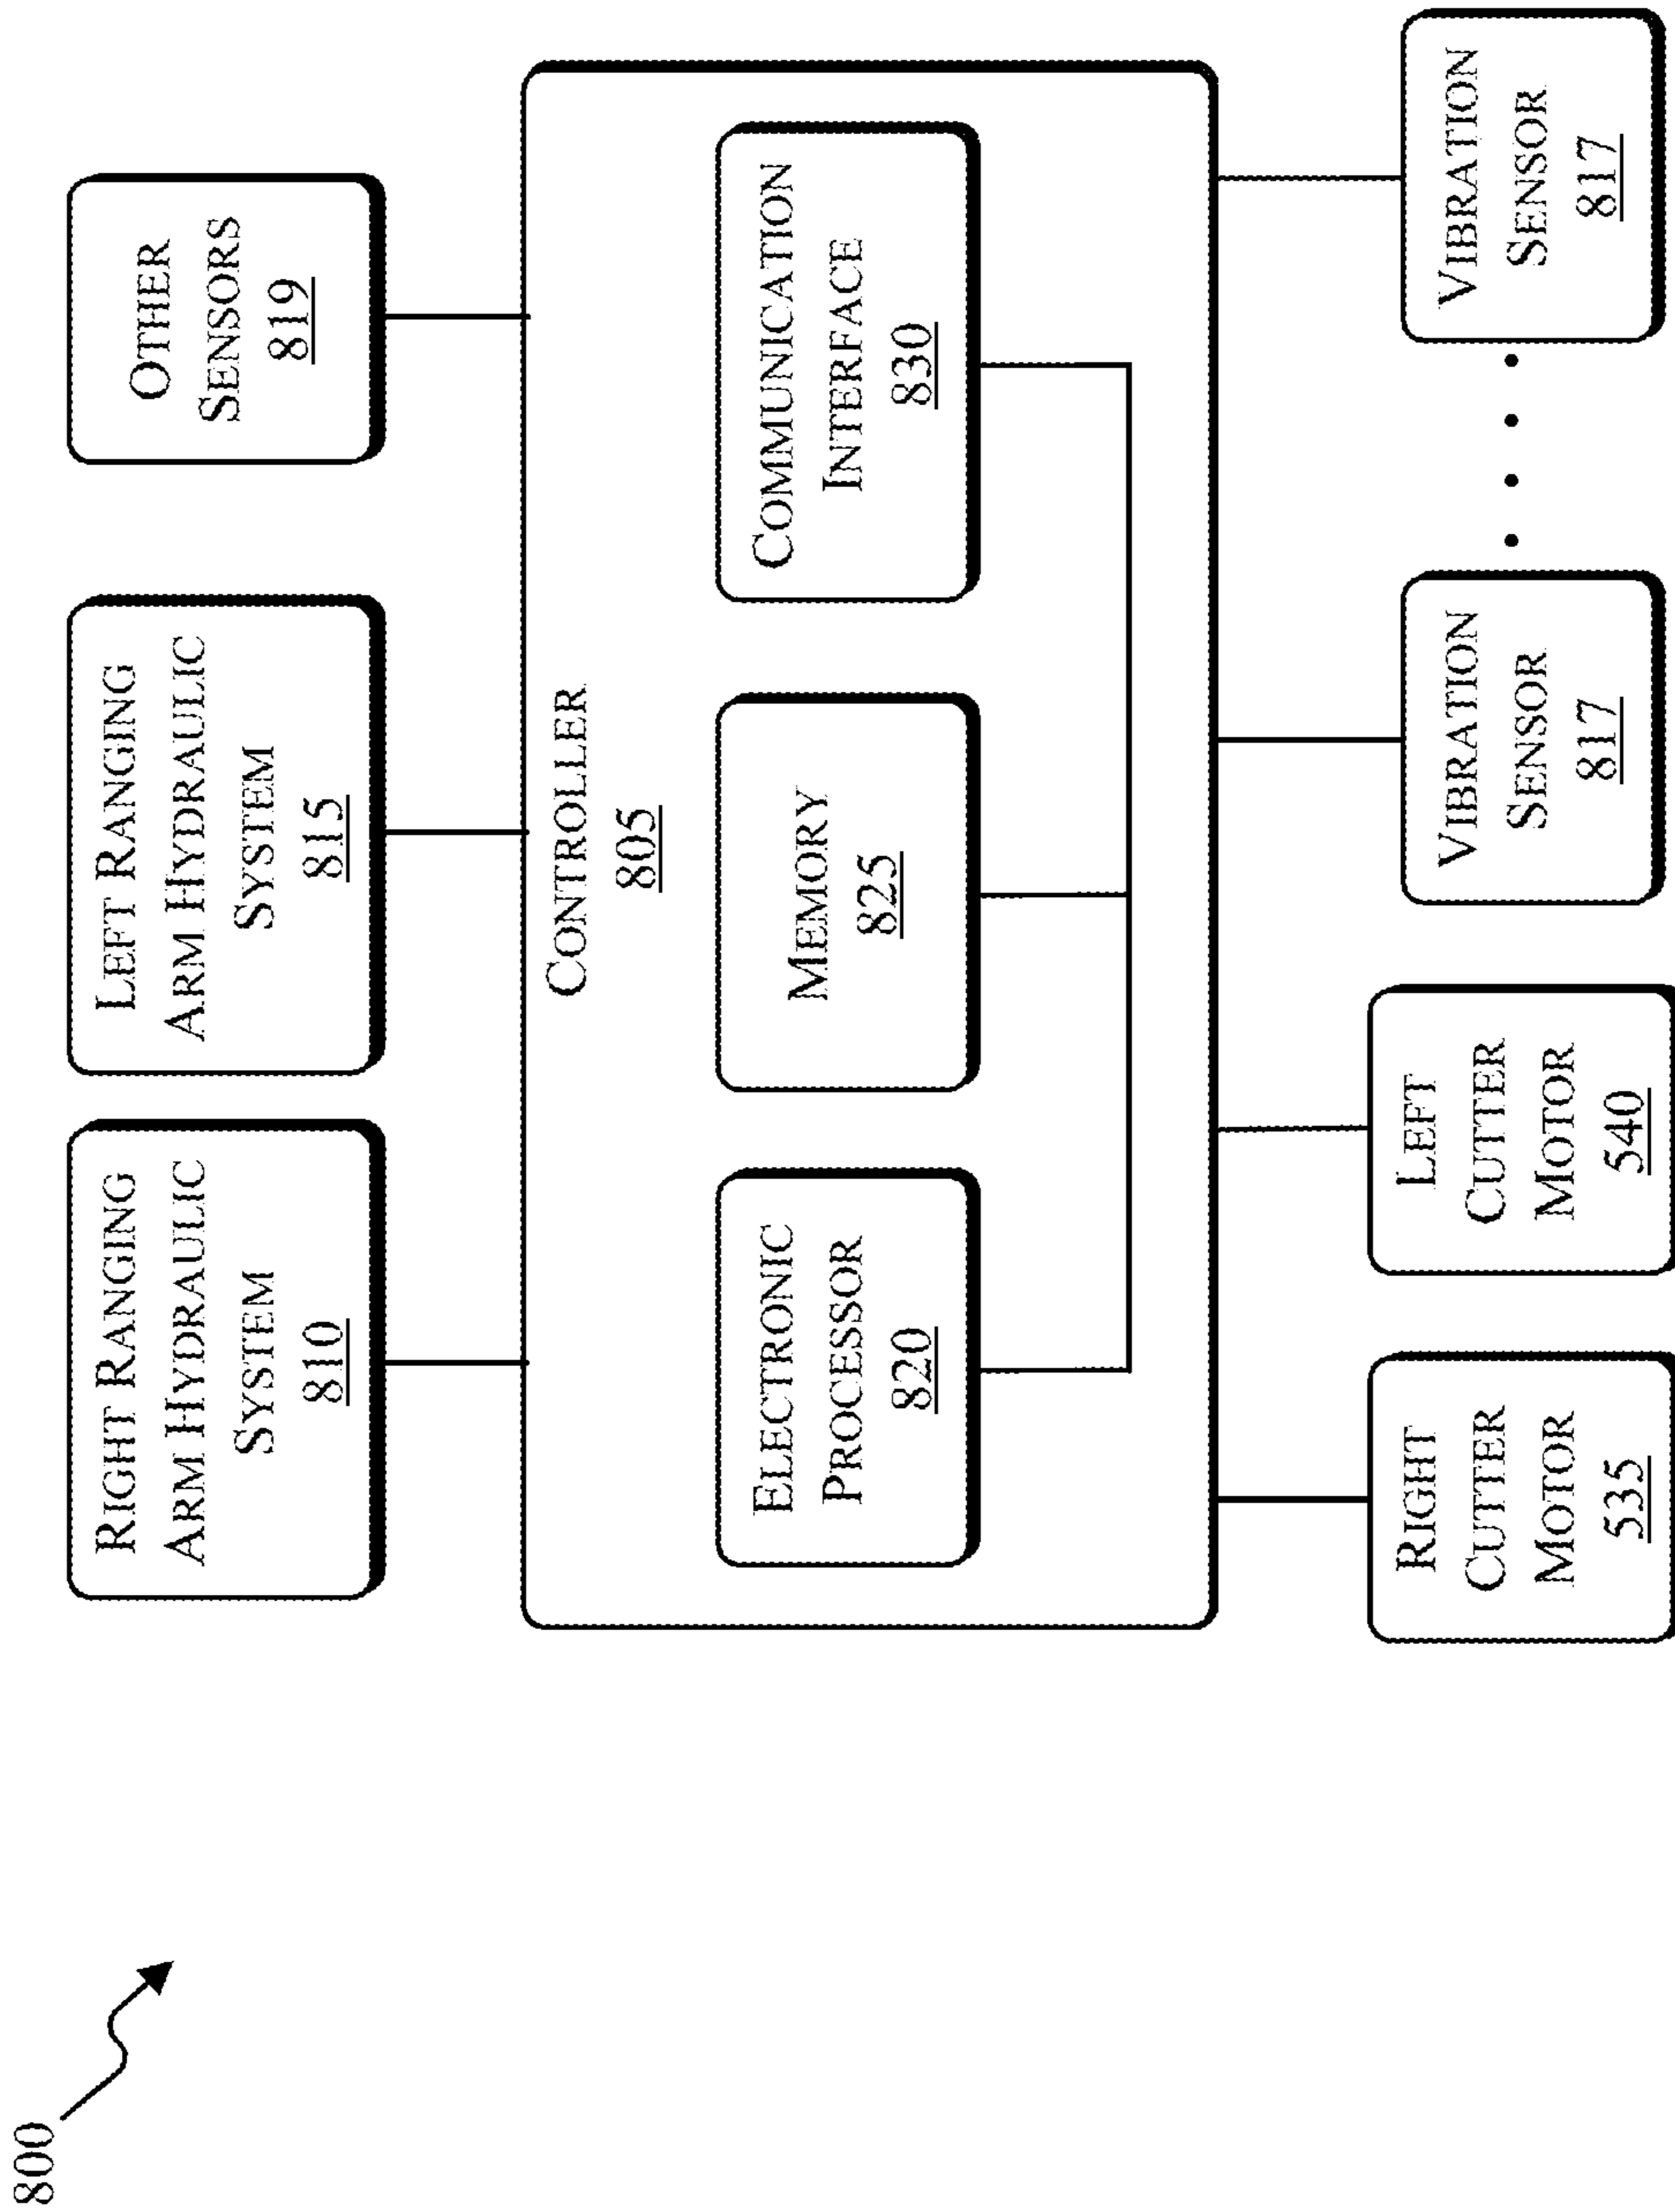 800
RIGHT RANGING
ARM HYDRAULIC
SYSTEM
810
LEFT RANGING
ARM HYDRAULIC
SYSTEM
815
OTHER
SENSORS
819
CONTROLLER
805
ELECTRONIC
PROCESSOR
820
MEMORY
825
COMMUNICATION
INTERFACE
830
RIGHT
CUTTER
MOTOR
535
LEFT
CUTTER
MOTOR
540
VIBRATION
SENSOR
817
VIBRATION
SENSOR
817